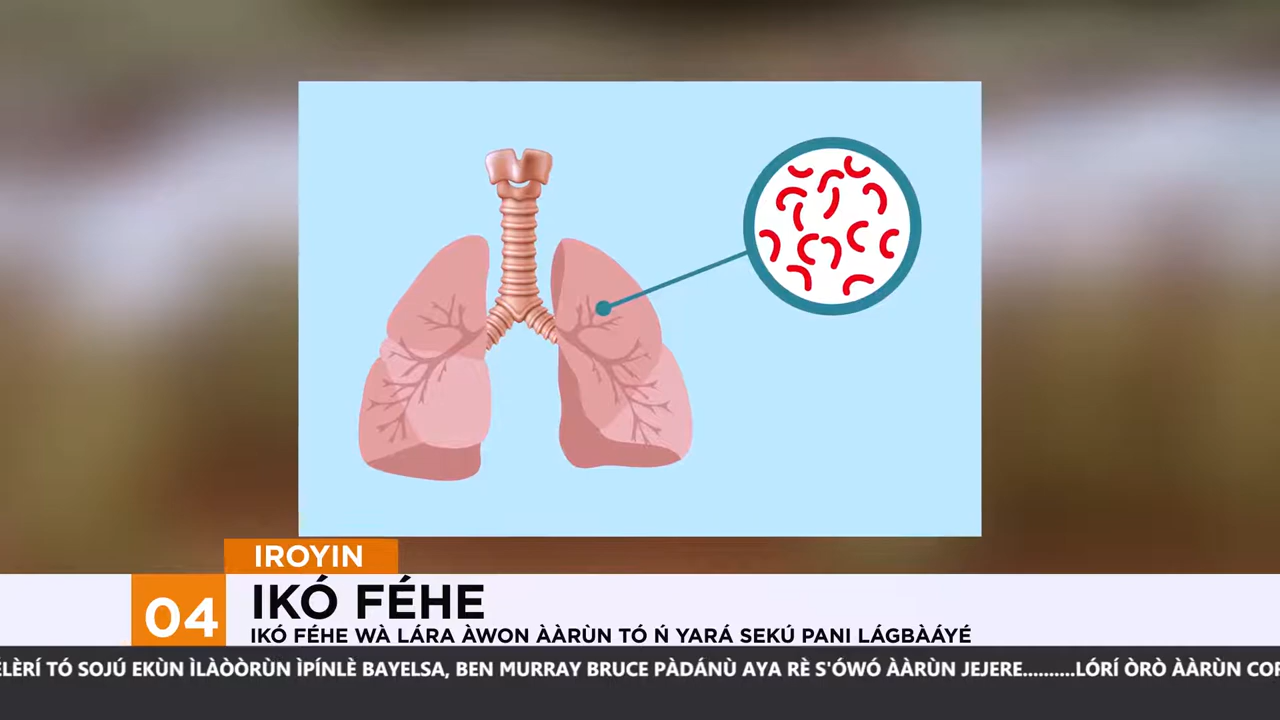 IROYIN
04
IKÓ FÉHE
IKÓ FÉHE WÀ LÁRA ÀWON ÀÀRÙN TÓ Ń YARÁ SEKÚ PANI LÁGBÀÁYÉ
TÓ SOJÚ EKÙN ÌLÀÒÒRÙN ÌPÍNLÈ BAYELSA, BEN MURRAY BRUCE PÀDÁNÙ AYA RÈ S'ÓWÓ ÀÀRÙN JEJERE..........LÓRÍ ÒRÒ ÀÀRÙN